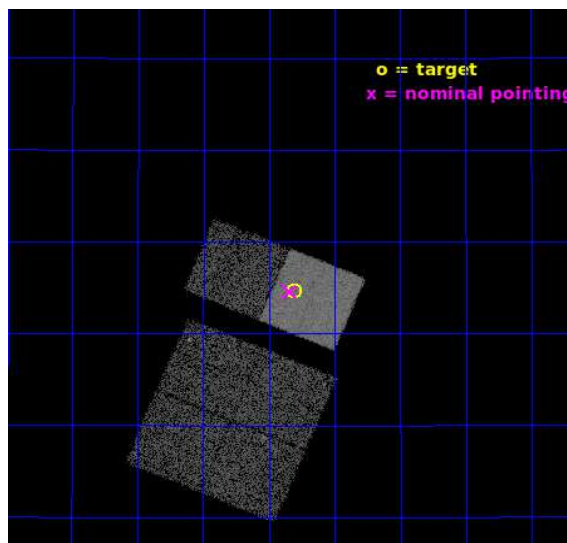 o = target
x = nominal pointing